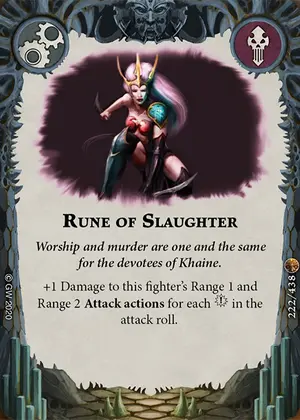 RUNE OF SLAUGHTER
Worship and murder are one and the same
for the devotees of Khaine.
+1 Damage to this fighter's Range 1 and
Range 2 Attack actions for each in the
attack roll.
© GW 2020
222/438